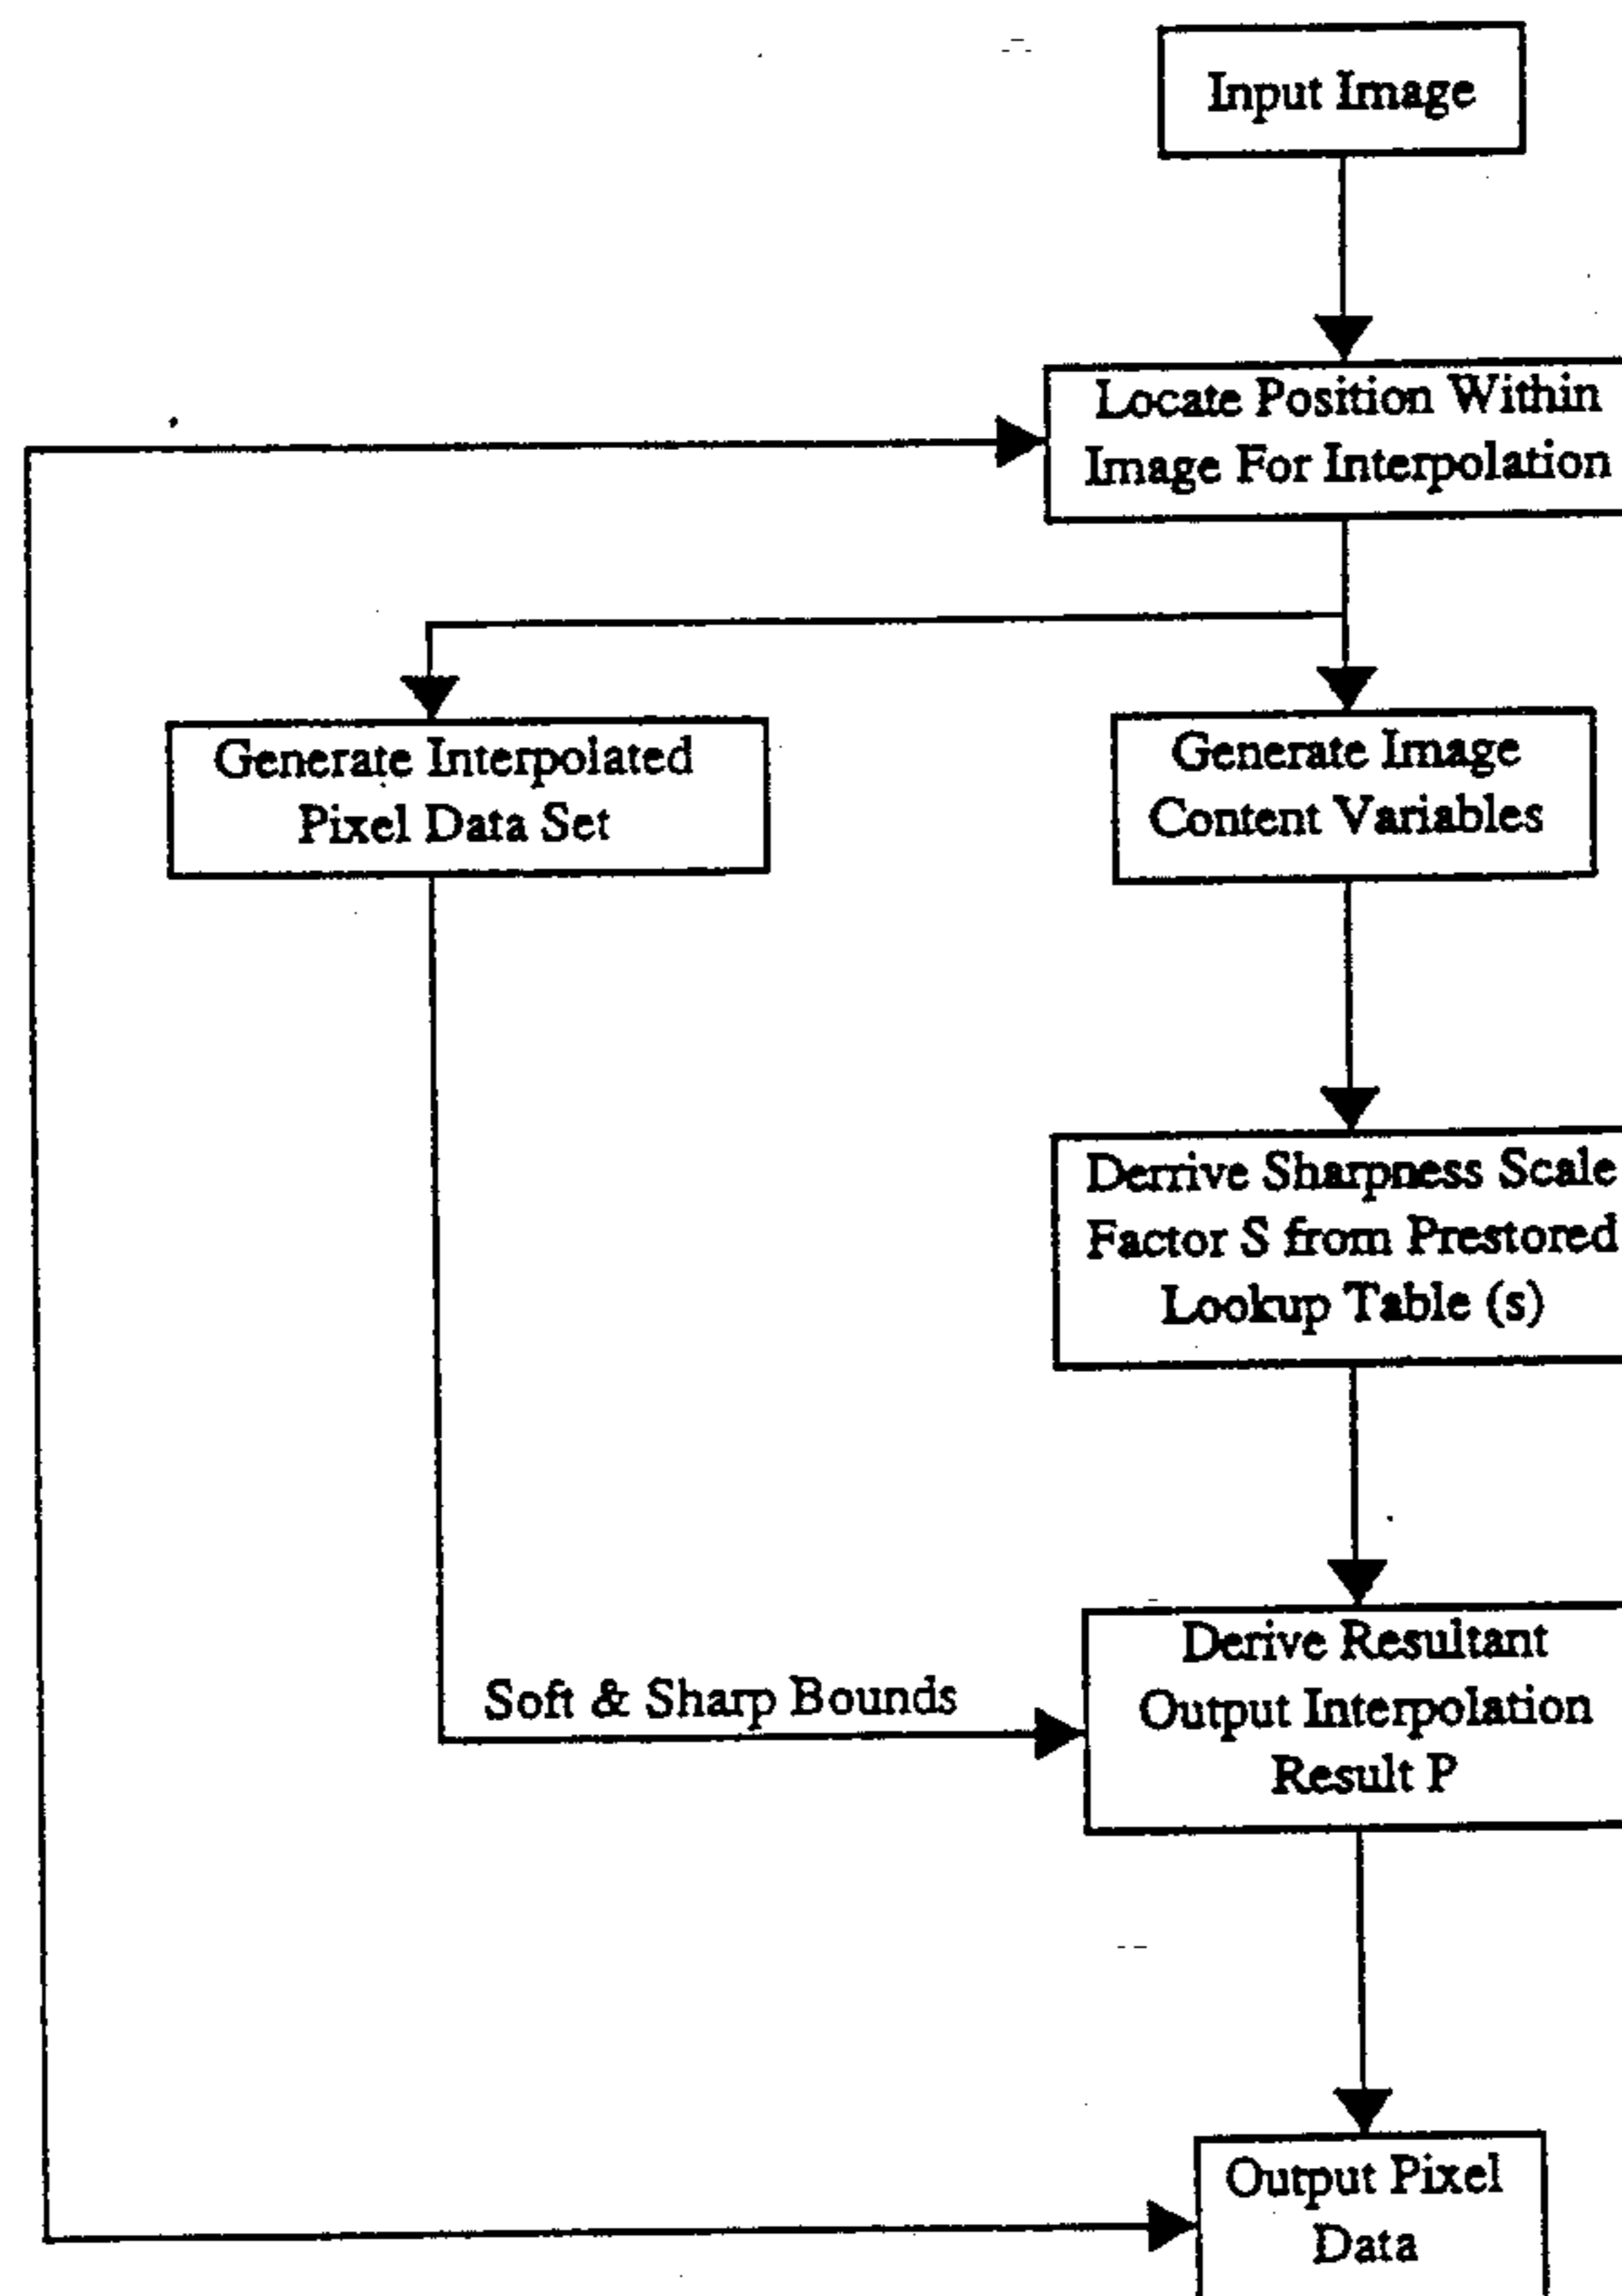 Input Image
Locate Position Within
Image For Interpolation
Generate Interpolated
Pixel Data Set
Generate Image
Content Variables
Derrive Sharpness Scale
Factor S from Prestored
Lookup Table (s)
Soft & Sharp Bounds
Derive Resultant
Output Interpolation
Result P
Output Pixel
Data